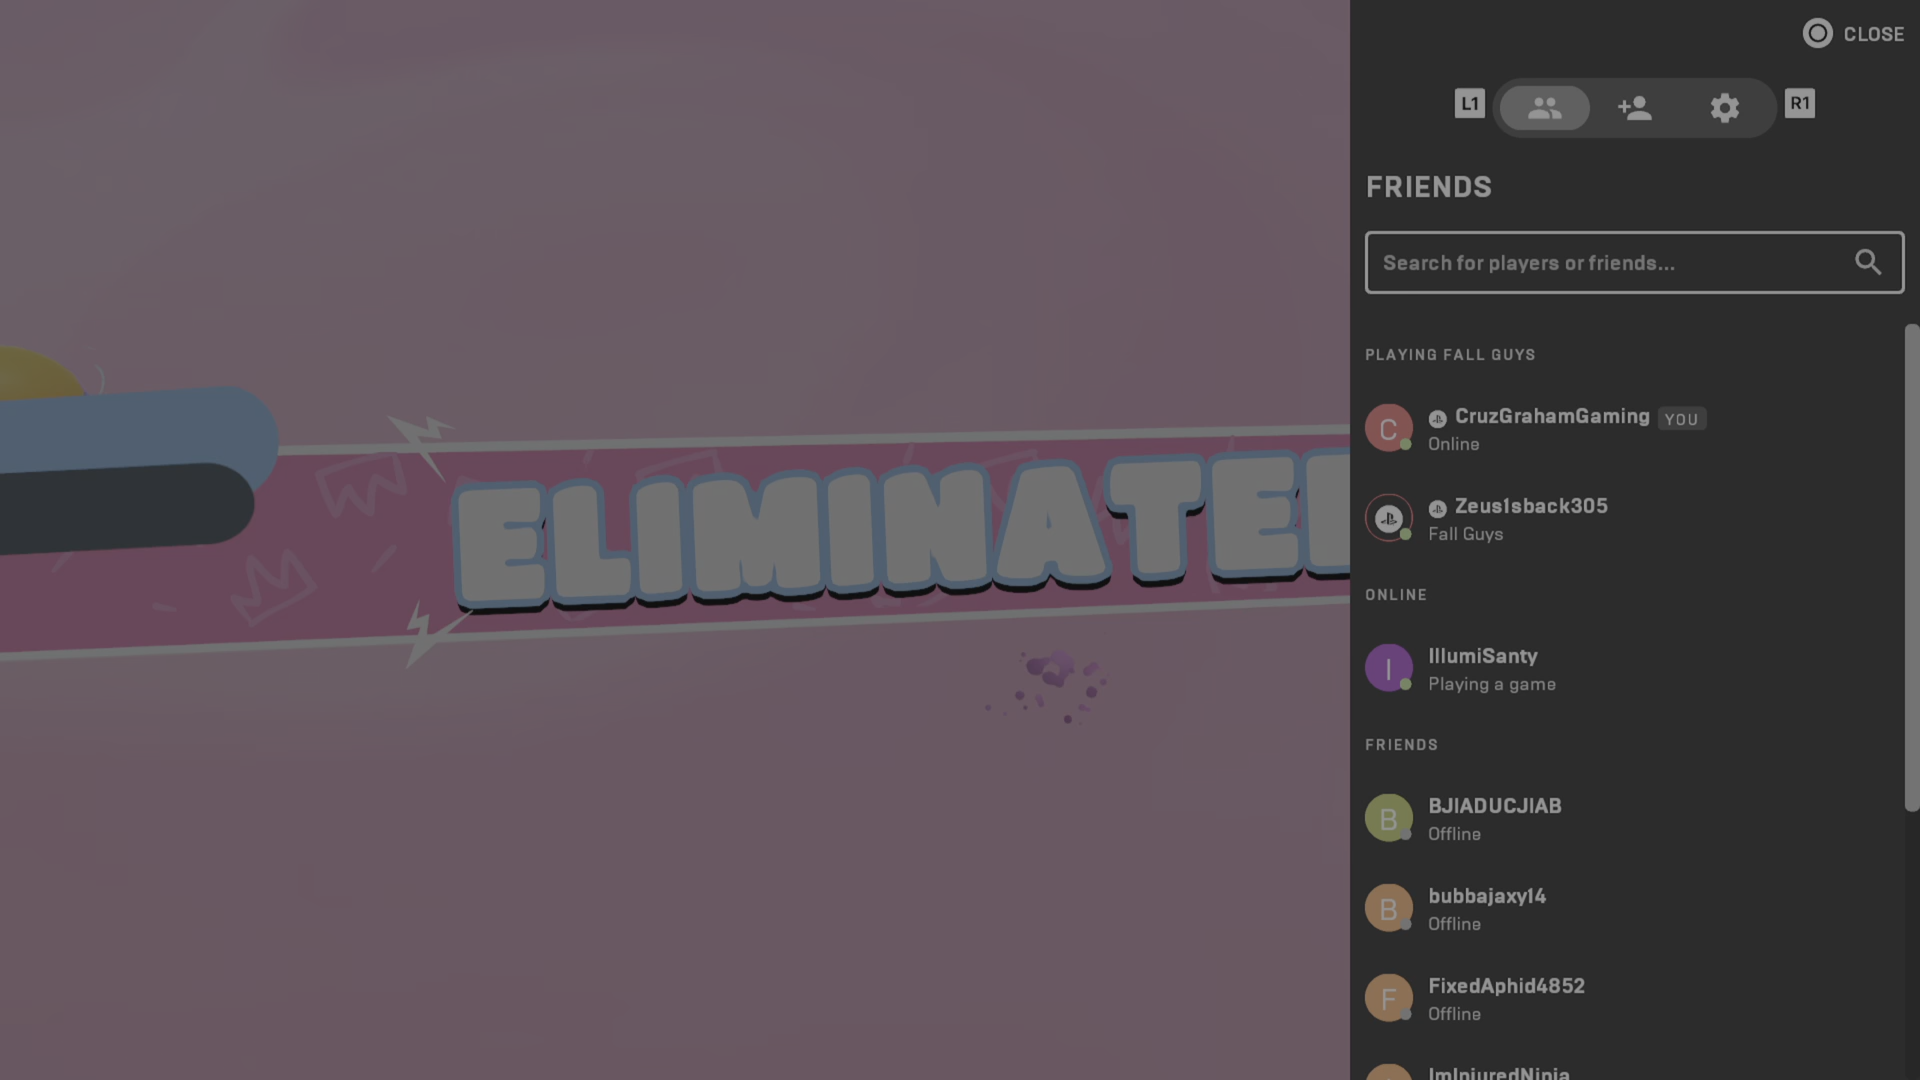 CLOSE
L1
R1
FRIENDS
Search for players or friends...
PLAYING FALL GUYS
C
CruzGrahamGaming YOU
Online
Zeus1sback305
Fall Guys
ONLINE
I
IllumiSanty
Playing a game
FRIENDS
B
BJIADUCJIAB
Offline
B
bubbajaxy14
Offline
F
FixedAphid4852
Offline
ImInjuredNinja
ELIMINATE